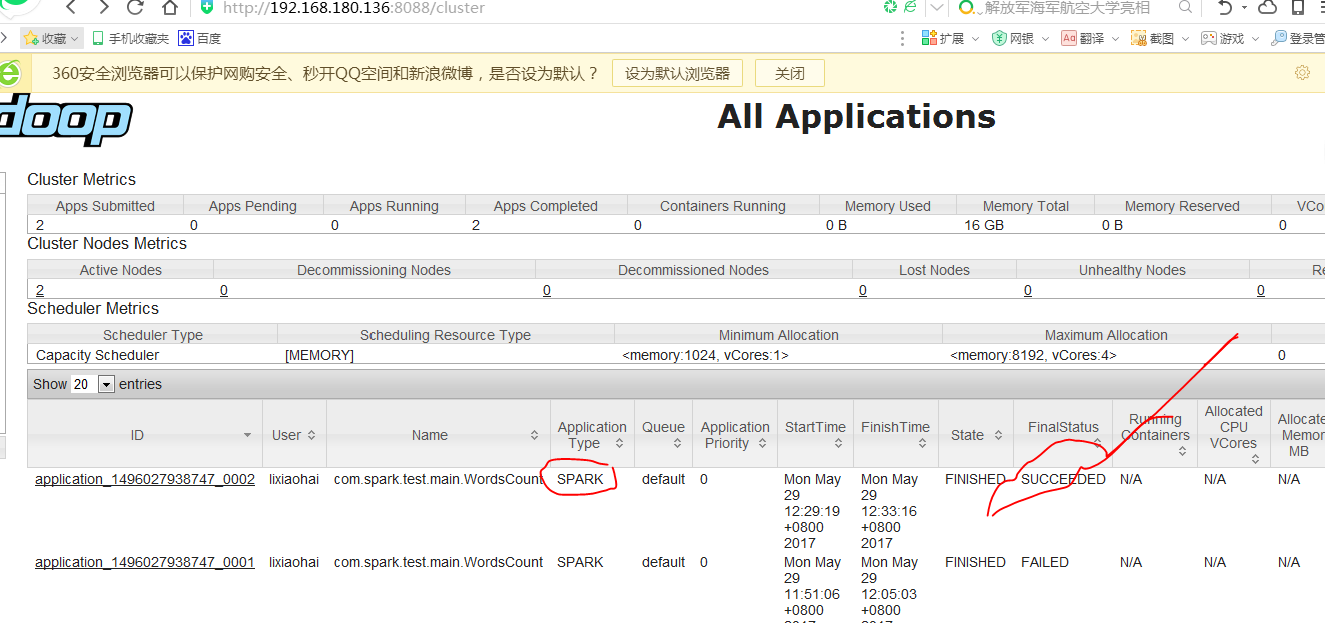 http://192.168.180.136:8088/cluster 解放军海军航空大学亮相
收藏 手机收藏夹 百度 扩展 网银 Aa 翻译 截图 游戏 登录管
360安全浏览器可以保护网购安全、秒开QQ空间和新浪微博，是否设为默认？ 设为默认浏览器 关闭
doop All Applications
Cluster Metrics
Apps Submitted Apps Pending Apps Running Apps Completed Containers Running Memory Used Memory Total Memory Reserved VCo
2 0 0 2 0 0 B 16 GB 0 B 0
Cluster Nodes Metrics
Active Nodes Decommissioning Nodes Decommissioned Nodes Lost Nodes Unhealthy Nodes Re
2 0 0 0 0 0
Scheduler Metrics
Scheduler Type Scheduling Resource Type Minimum Allocation Maximum Allocation
Capacity Scheduler [MEMORY] <memory:1024, vCores:1> <memory:8192, vCores:4> 0
Show 20 entries
ID User Name Application Type Queue Application Priority StartTime FinishTime State FinalStatus Running Containers Allocated CPU VCores Allocate Memor MB
application_1496027938747_0002 lixiaohai com.spark.test.main.WordsCount SPARK default 0 Mon May 29 12:29:19 +0800 2017 Mon May 29 12:33:16 +0800 2017 FINISHED SUCCEEDED N/A N/A N/A
application_1496027938747_0001 lixiaohai com.spark.test.main.WordsCount SPARK default 0 Mon May 29 11:51:06 +0800 2017 Mon May 29 12:05:03 +0800 2017 FINISHED FAILED N/A N/A N/A